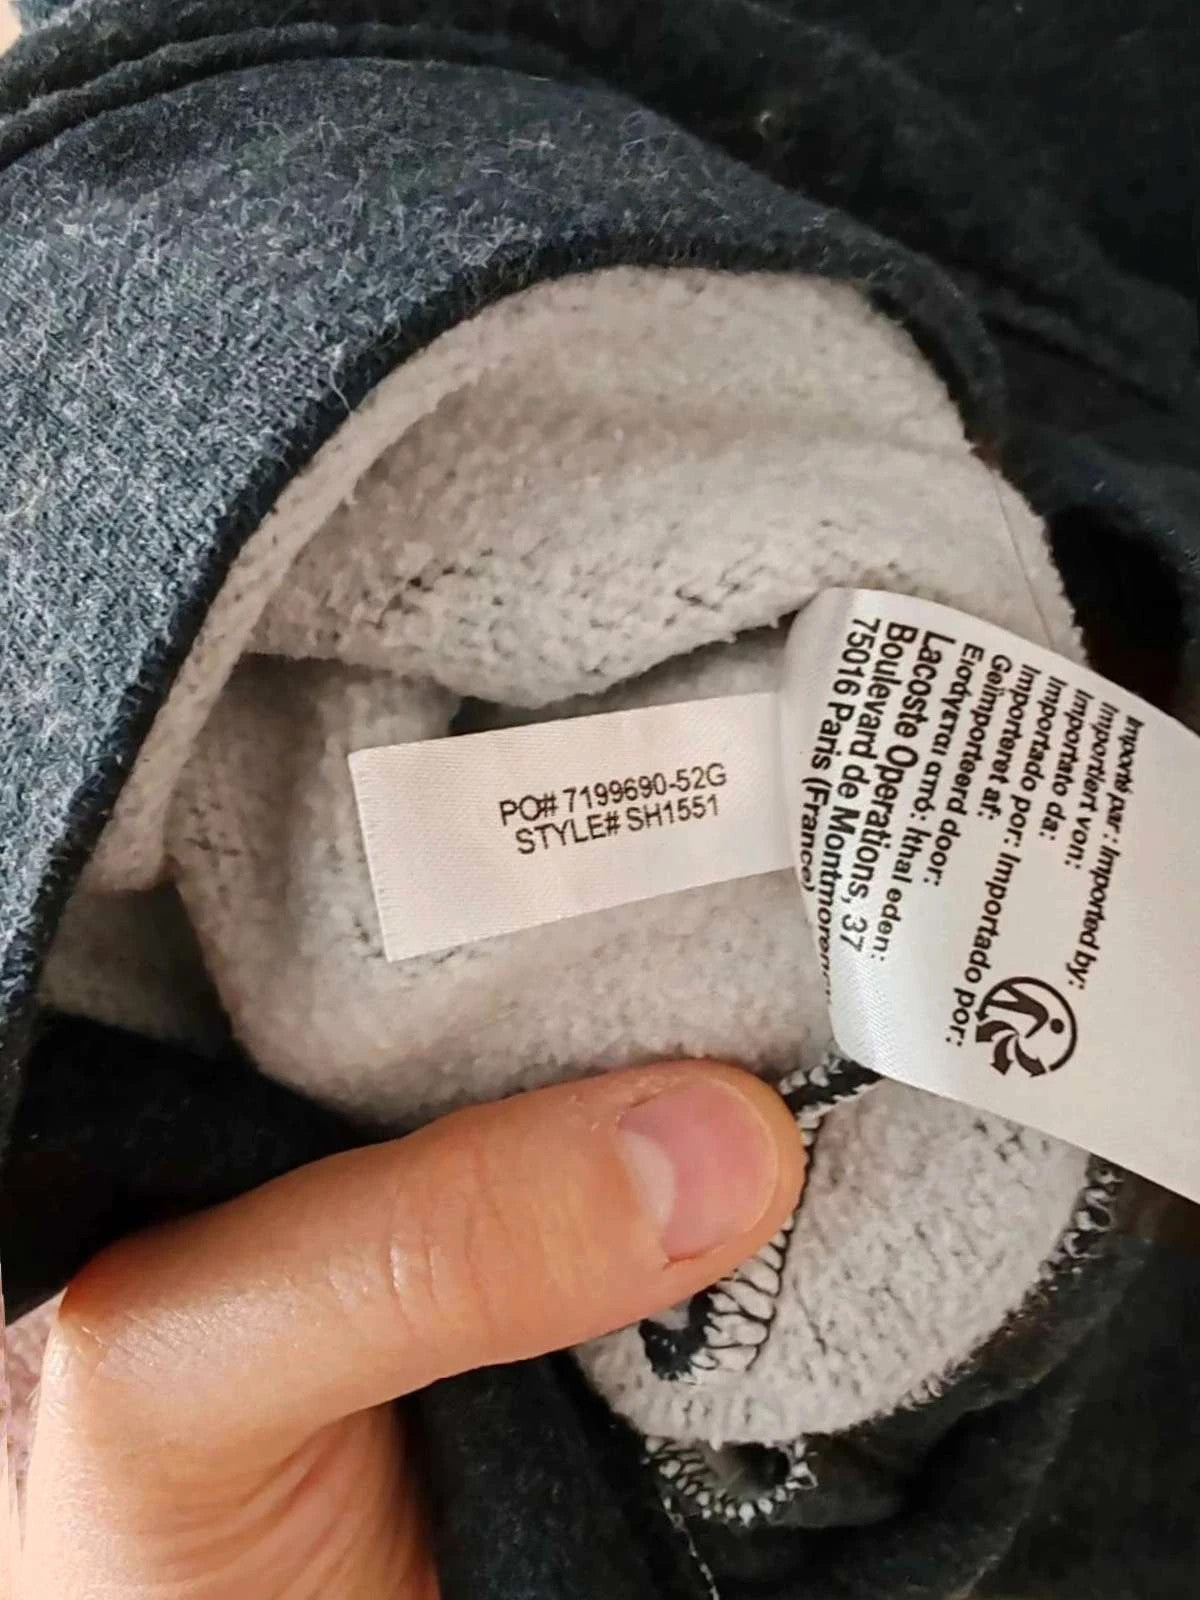 PO# 7199690-52G
STYLE# SH1551
Importé par : Imported by:
Importiert von:
Importato da:
Importado por: Importado por:
Importeret af:
Geïmporteerd door:
Εισάγεται από: Ithal eden:
Lacoste Operations, 37
Boulevard de Montmorency
75016 Paris (France)